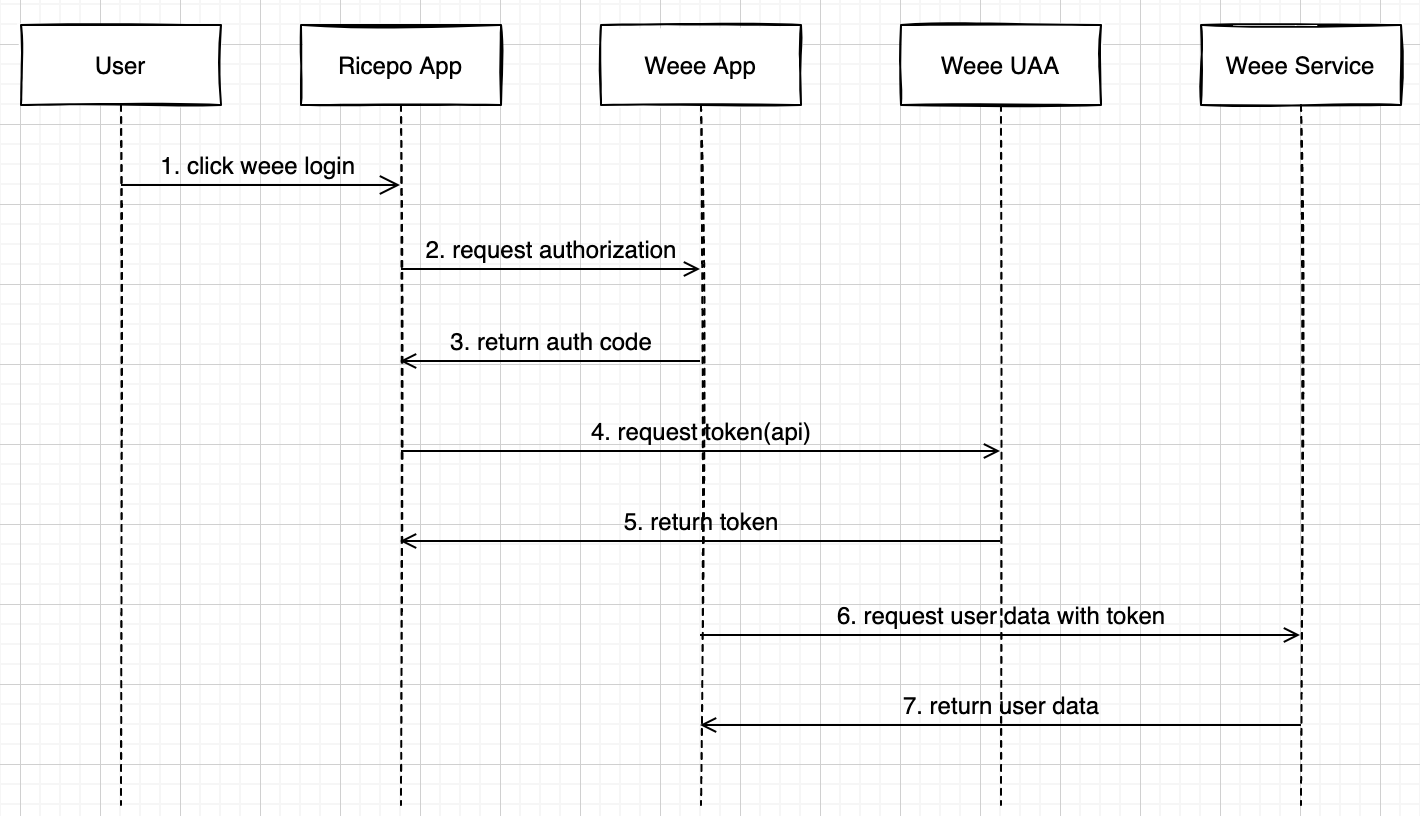 User
Ricepo App
Weee App
Weee UAA
Weee Service
1. click weee login
2. request authorization
3. return auth code
4. request token(api)
5. return token
6. request user data with token
7. return user data